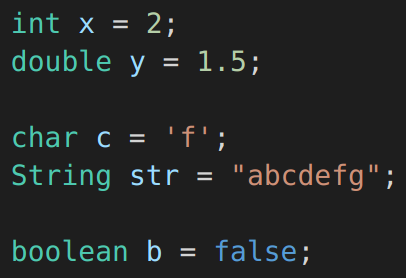 int x = 2;
double y = 1.5;
char c = 'f';
String str = "abcdefg";
boolean b = false;